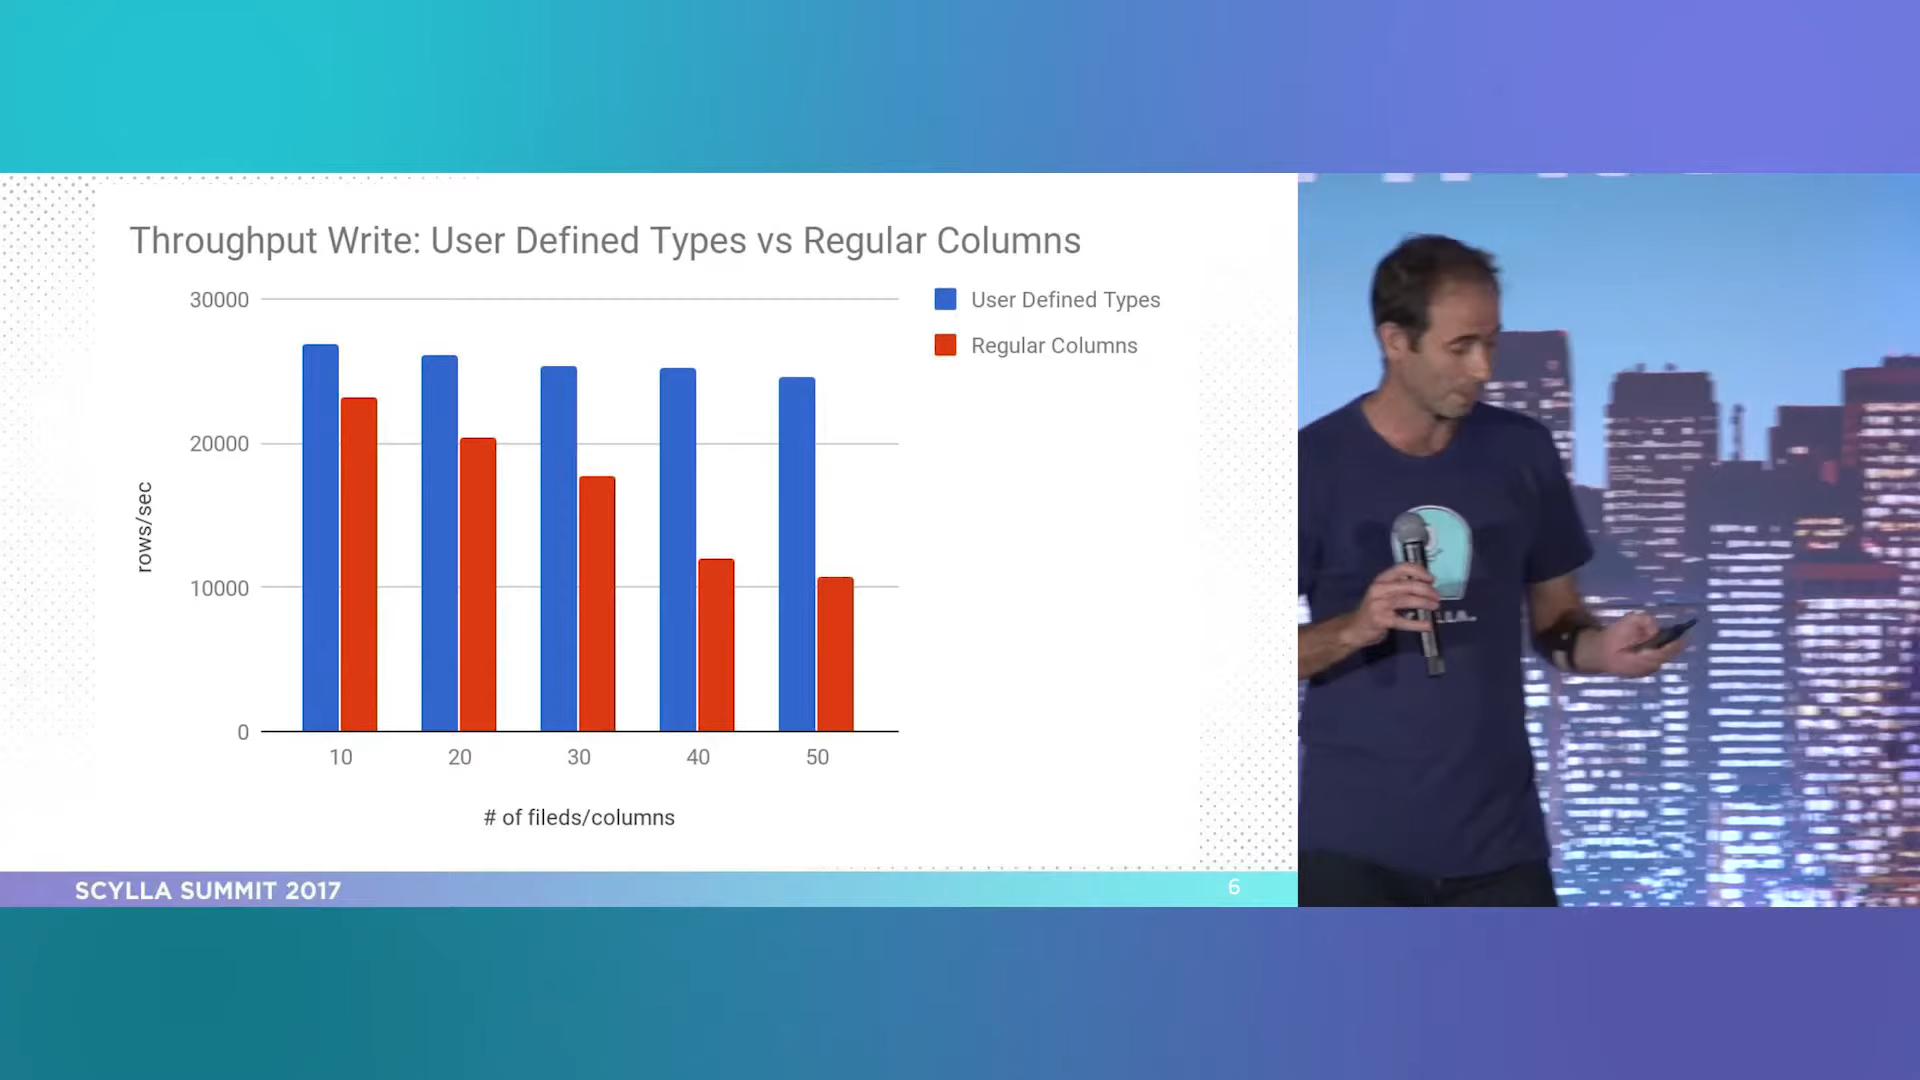 Throughput Write: User Defined Types vs Regular Columns
User Defined Types
Regular Columns
30000
20000
10000
0
rows/sec
10
20
30
40
50
# of fileds/columns
SCYLLA SUMMIT 2017
6